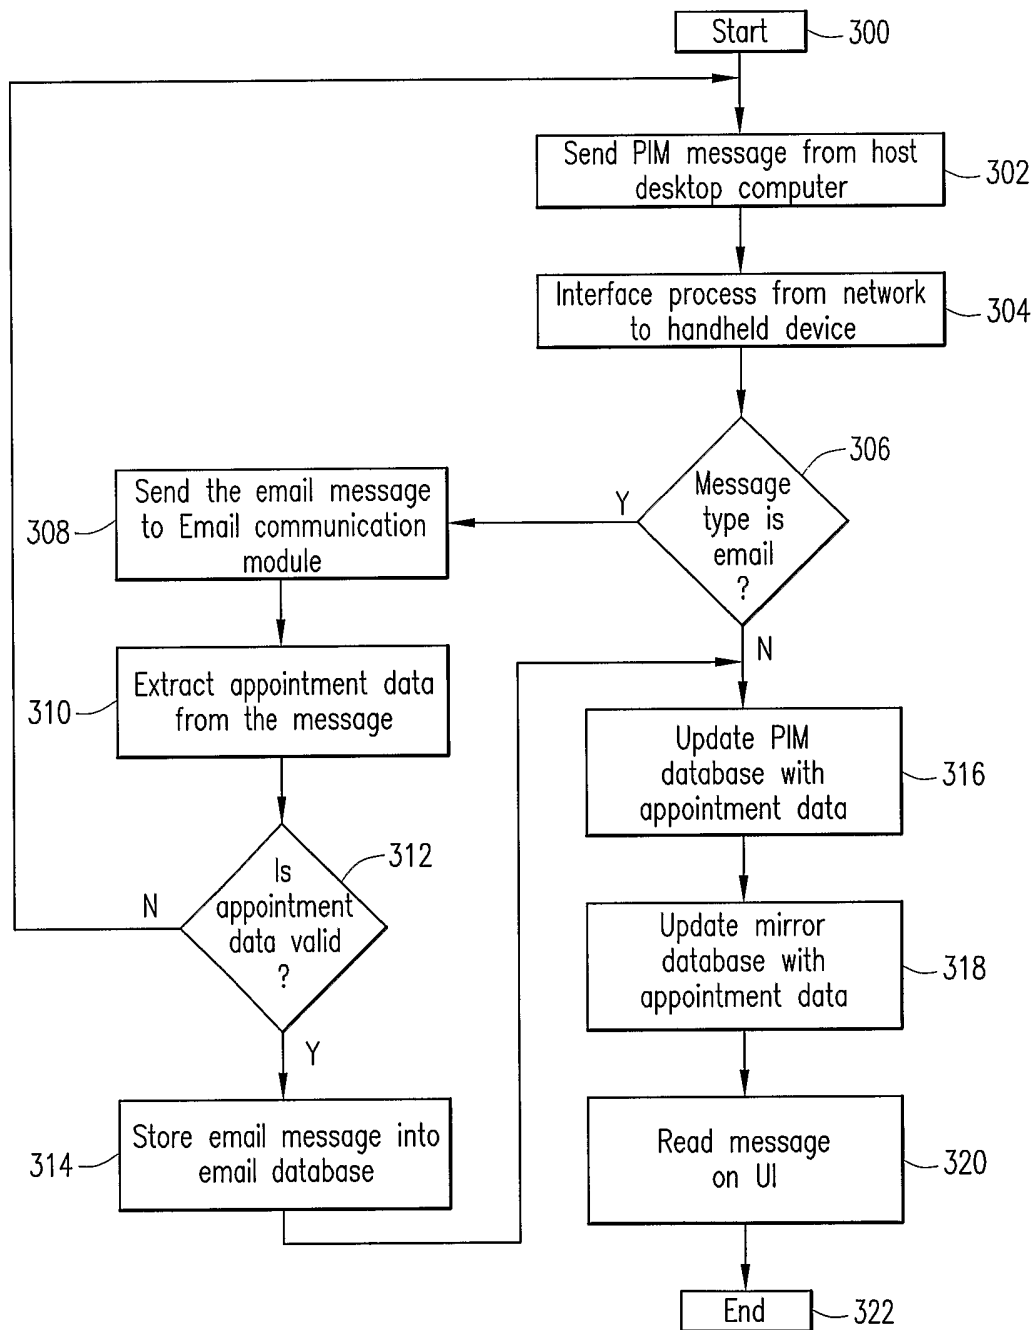 Start
300
Send PIM message from host
desktop computer
302
Interface process from network
to handheld device
304
306
Message
type is
email
?
Y
N
Send the email message
to Email communication
module
308
Extract appointment data
from the message
310
312
Is
appointment
data valid
?
N
Y
Store email message into
email database
314
Update PIM
database with
appointment data
316
Update mirror
database with
appointment data
318
Read message
on UI
320
End
322